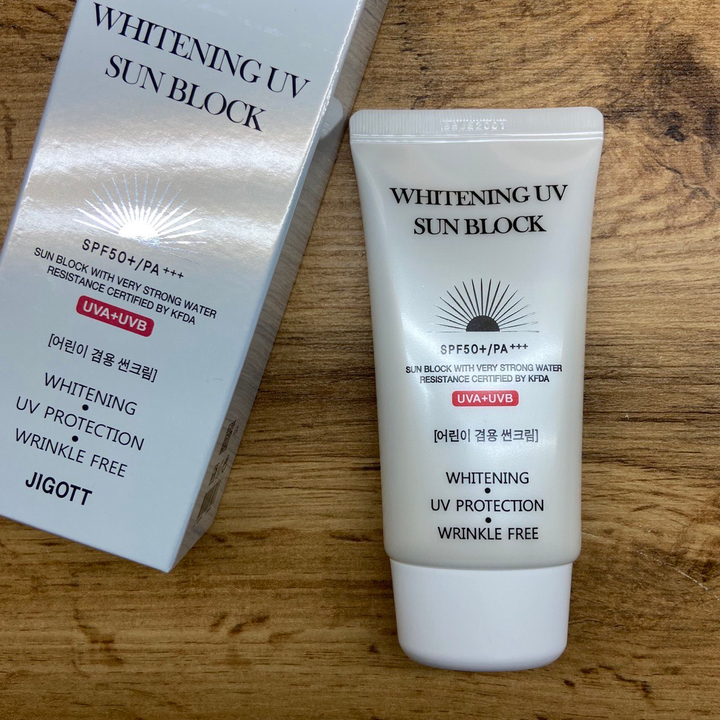 WHITENING UV
SUN BLOCK
SPF50+/PA+++
SUN BLOCK WITH VERY STRONG WATER
RESISTANCE CERTIFIED BY KFDA
UVA+UVB
[어린이 겸용 썬크림]
WHITENING
UV PROTECTION
WRINKLE FREE
JIGOTT
WHITENING UV
SUN BLOCK
SPF50+/PA+++
SUN BLOCK WITH VERY STRONG WATER
RESISTANCE CERTIFIED BY KFDA
UVA+UVB
[어린이 겸용 썬크림]
WHITENING
UV PROTECTION
WRINKLE FREE